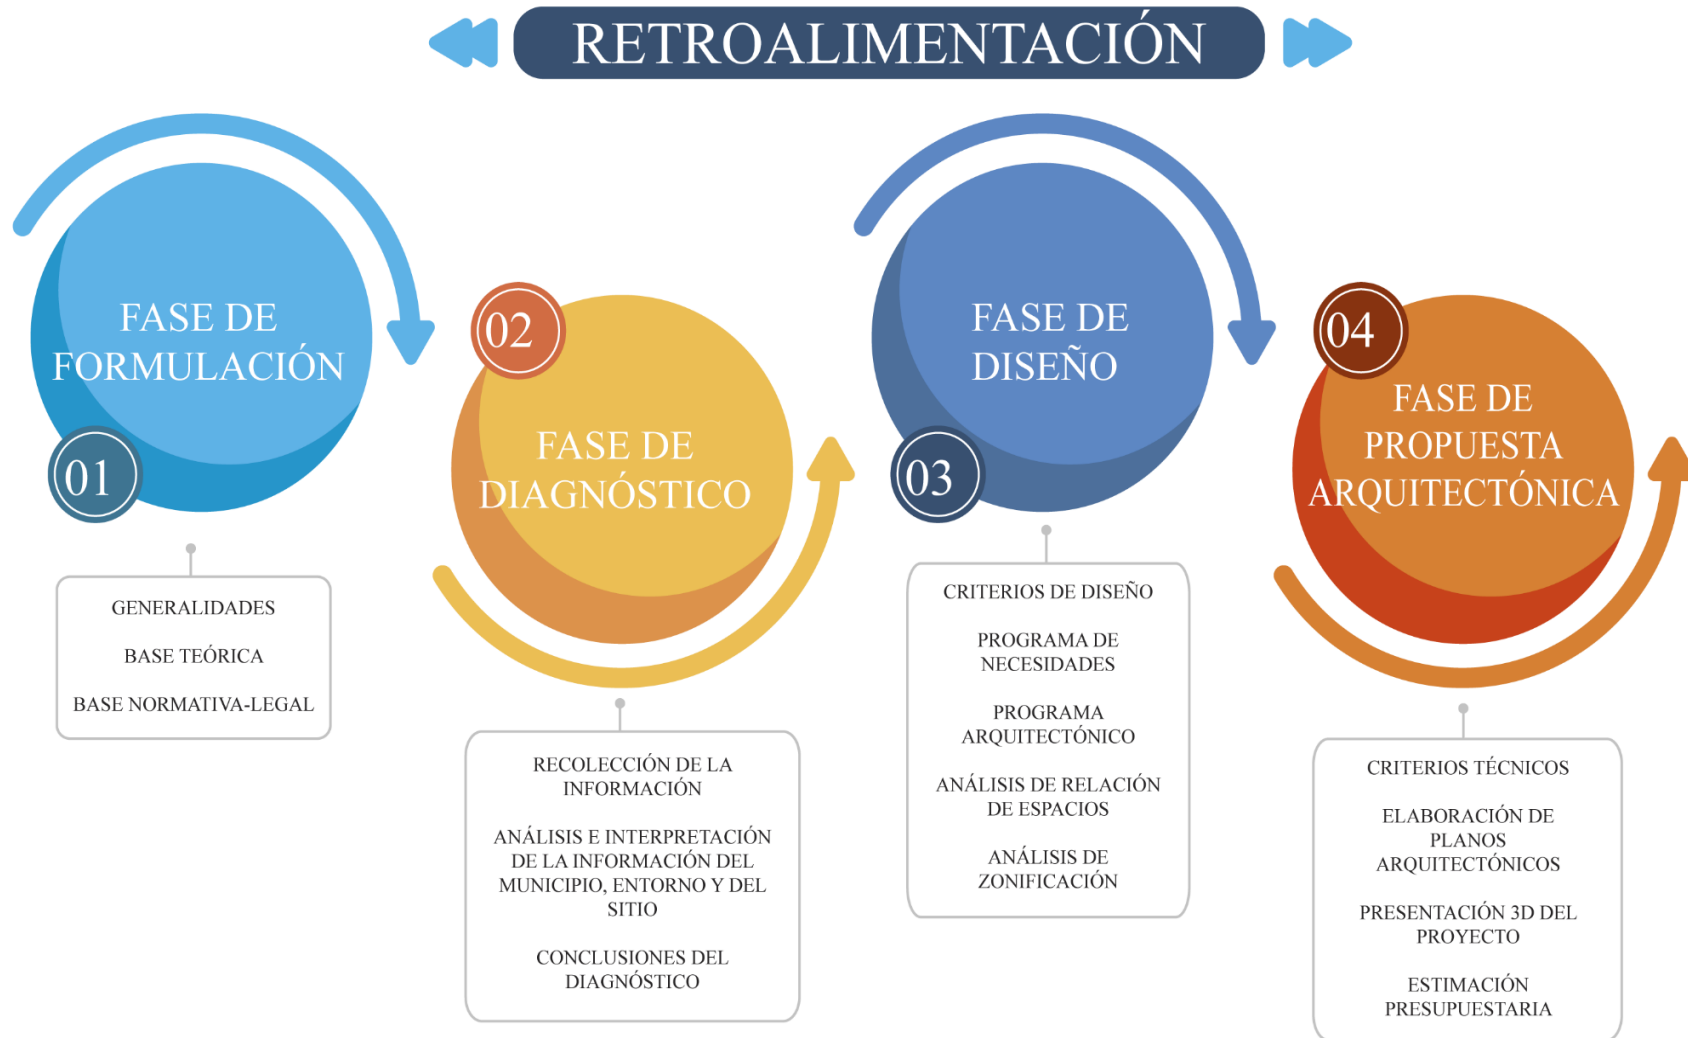 RETROALIMENTACIÓN
FASE DE
FORMULACIÓN
01
GENERALIDADES
BASE TEÓRICA
BASE NORMATIVA-LEGAL
02
FASE DE
DIAGNÓSTICO
RECOLECCIÓN DE LA
INFORMACIÓN
ANÁLISIS E INTERPRETACIÓN
DE LA INFORMACIÓN DEL
MUNICIPIO, ENTORNO Y DEL
SITIO
CONCLUSIONES DEL
DIAGNÓSTICO
FASE DE
DISEÑO
03
CRITERIOS DE DISEÑO
PROGRAMA DE
NECESIDADES
PROGRAMA
ARQUITECTÓNICO
ANÁLISIS DE RELACIÓN
DE ESPACIOS
ANÁLISIS DE
ZONIFICACIÓN
04
FASE DE
PROPUESTA
ARQUITECTÓNICA
CRITERIOS TÉCNICOS
ELABORACIÓN DE
PLANOS
ARQUITECTÓNICOS
PRESENTACIÓN 3D DEL
PROYECTO
ESTIMACIÓN
PRESUPUESTARIA